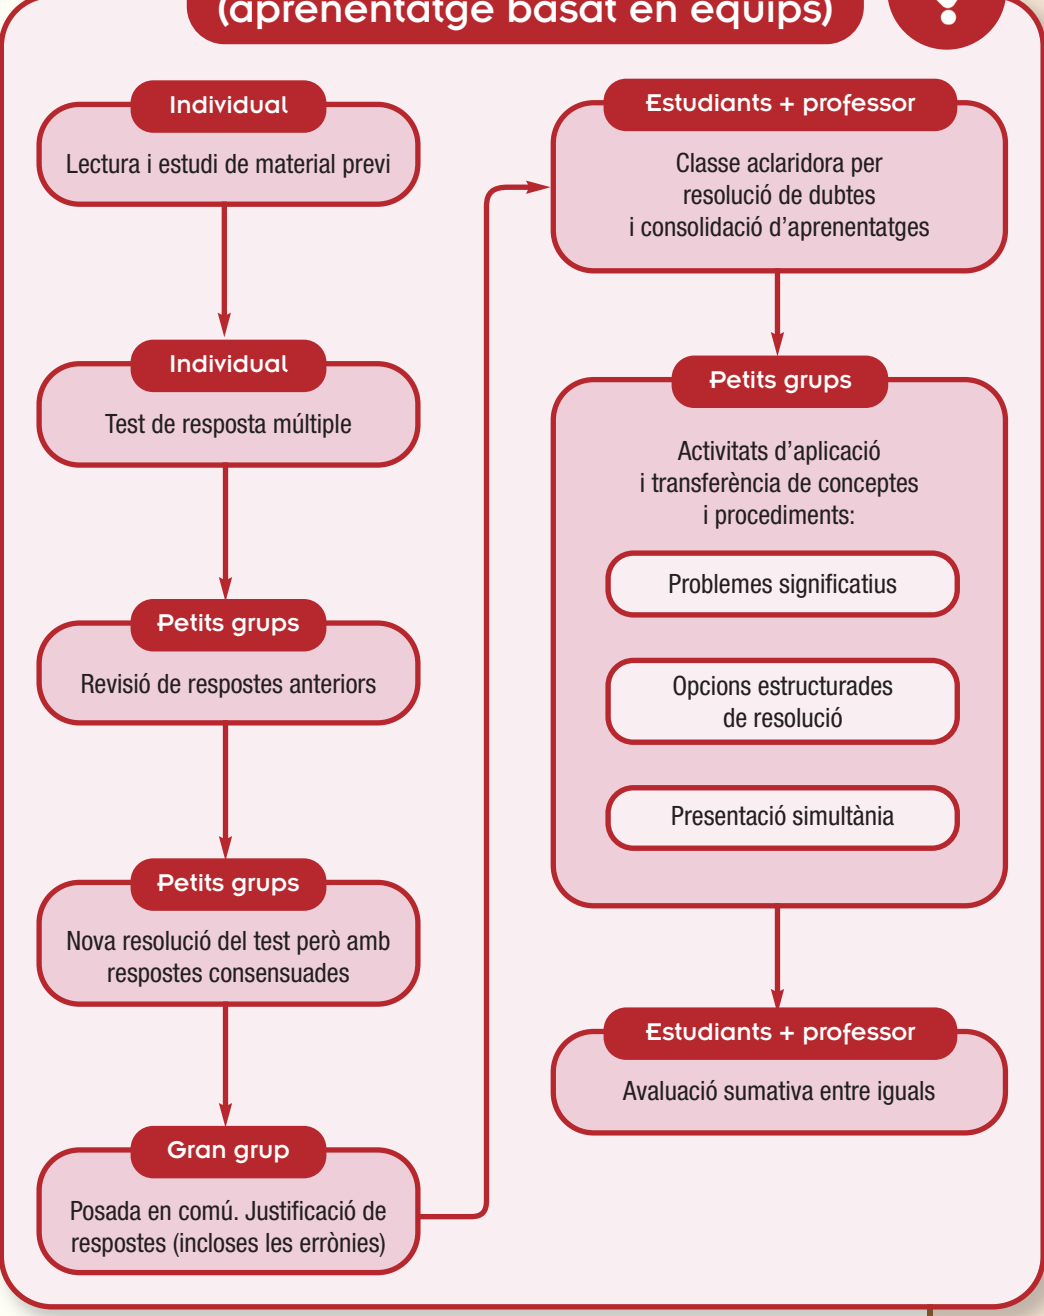 (aprenentatge basat en equips)
Individual
Lectura i estudi de material previ
Individual
Test de resposta múltiple
Petits grups
Revisió de respostes anteriors
Petits grups
Nova resolució del test però amb
respostes consensuades
Gran grup
Posada en comú. Justificació de
respostes (incloses les errònies)
Estudiants + professor
Classe aclaridora per
resolució de dubtes
i consolidació d’aprenentatges
Petits grups
Activitats d’aplicació
i transferència de conceptes
i procediments:
Problemes significatius
Opcions estructurades
de resolució
Presentació simultània
Estudiants + professor
Avaluació sumativa entre iguals